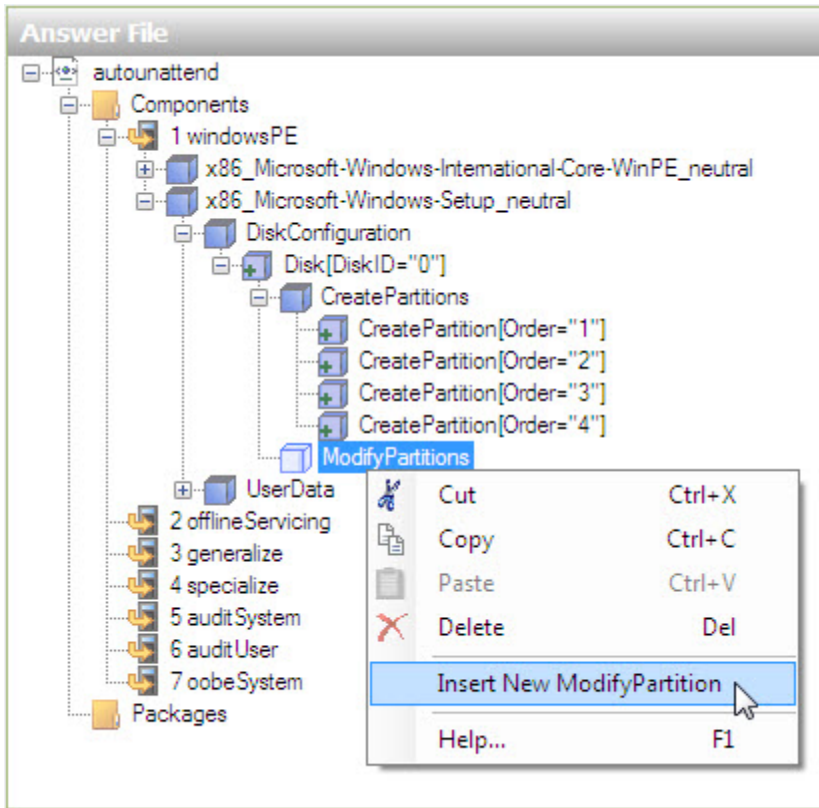 Answer File
autounattend
Components
1 windowsPE
x86_Microsoft-Windows-International-Core-WinPE_neutral
x86_Microsoft-Windows-Setup_neutral
DiskConfiguration
Disk[DiskID="0"]
CreatePartitions
CreatePartition[Order="1"]
CreatePartition[Order="2"]
CreatePartition[Order="3"]
CreatePartition[Order="4"]
ModifyPartitions
UserData
2 offlineServicing
3 generalize
4 specialize
5 auditSystem
6 auditUser
7 oobeSystem
Packages
Cut Ctrl+X
Copy Ctrl+C
Paste Ctrl+V
Delete Del
Insert New ModifyPartition
Help... F1